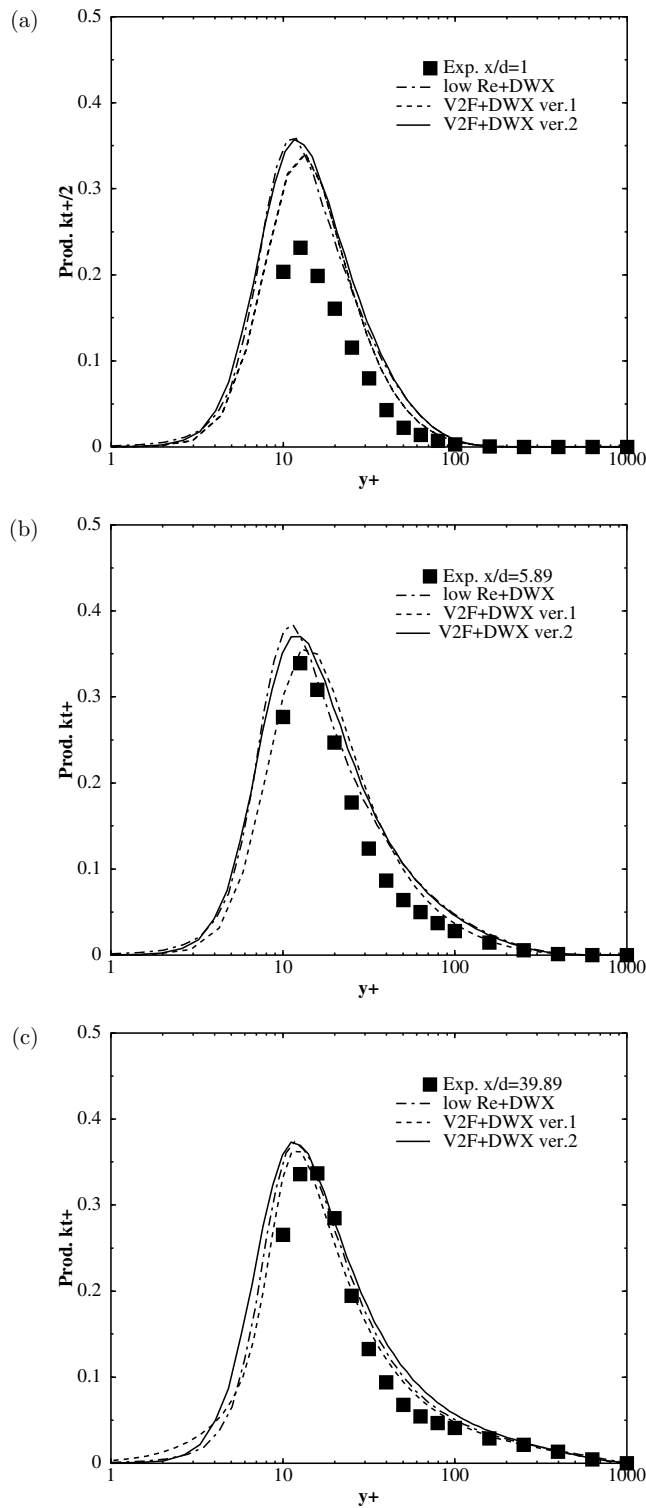 (a)
0.5
0.4
0.3
0.2
0.1
0
Prod. kt+/2
Exp. x/d=1
low Re+DWX
V2F+DWX ver.1
V2F+DWX ver.2
1
10
100
1000
y+
(b)
0.5
0.4
0.3
0.2
0.1
0
Prod. kt+
Exp. x/d=5.89
low Re+DWX
V2F+DWX ver.1
V2F+DWX ver.2
1
10
100
1000
y+
(c)
0.5
0.4
0.3
0.2
0.1
0
Prod. kt+
Exp. x/d=39.89
low Re+DWX
V2F+DWX ver.1
V2F+DWX ver.2
1
10
100
1000
y+